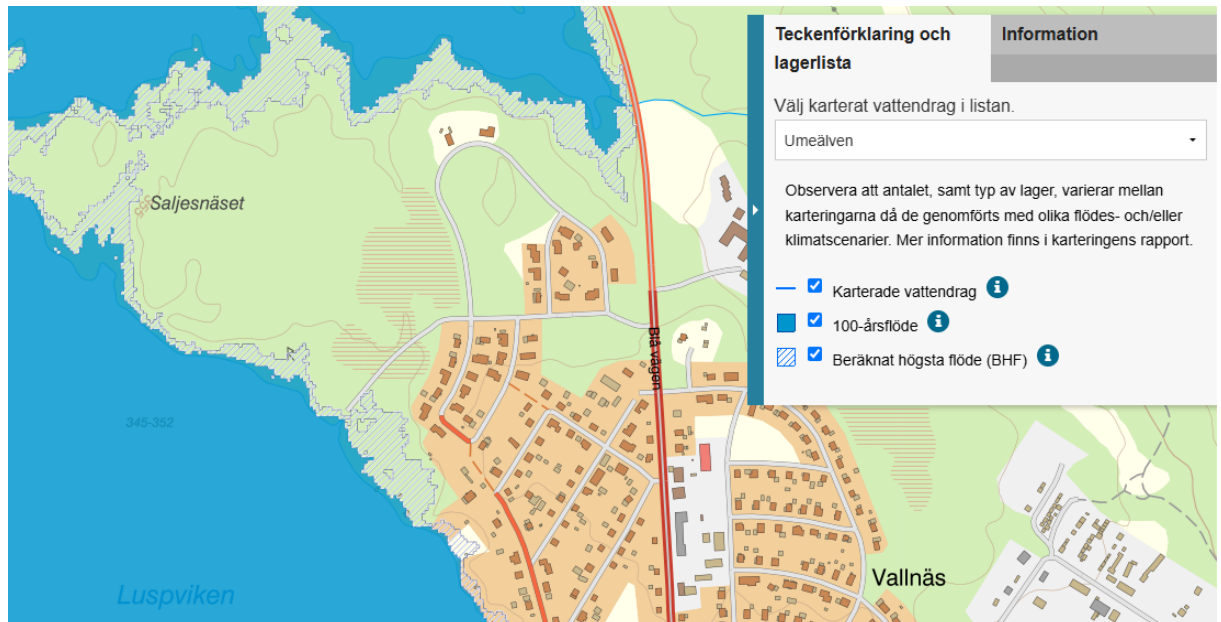 Teckenförklaring och
lagerlista
Information
Välj karterat vattendrag i listan.
Umeälven
Observera att antalet, samt typ av lager, varierar mellan
karteringarna då de genomförts med olika flödes- och/eller
klimatscenarier. Mer information finns i karteringens rapport.
Karterade vattendrag
100-årsflöde
Beräknat högsta flöde (BHF)
Saljesnäset
Blå vägen
345-352
Vallnäs
Luspviken